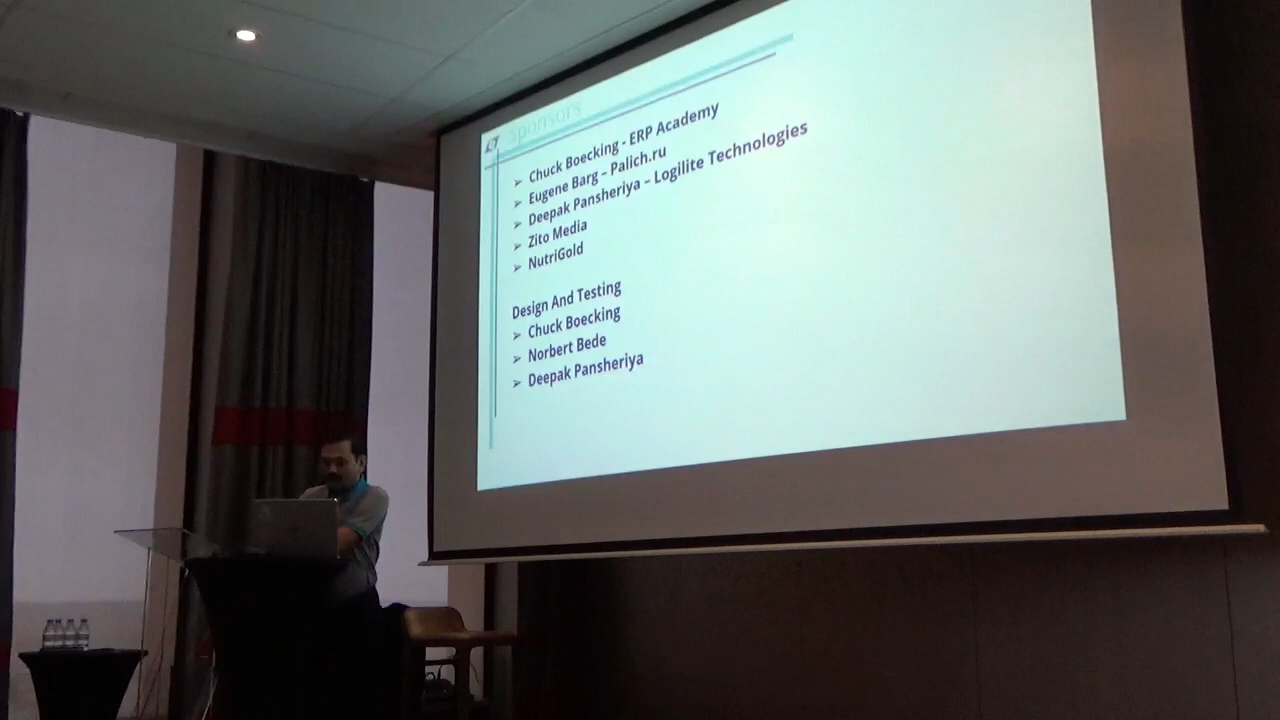 Sponsors
➢ Chuck Boecking - ERP Academy
➢ Eugene Barg – Palich.ru
➢ Deepak Pansheriya – Logilite Technologies
➢ Zito Media
➢ NutriGold
Design And Testing
➢ Chuck Boecking
➢ Norbert Bede
➢ Deepak Pansheriya